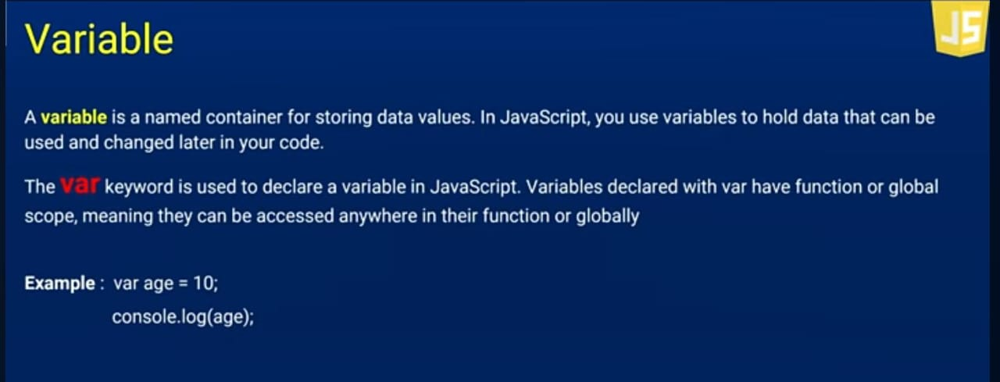 Variable
JS
A variable is a named container for storing data values. In JavaScript, you use variables to hold data that can be
used and changed later in your code.
The var keyword is used to declare a variable in JavaScript. Variables declared with var have function or global
scope, meaning they can be accessed anywhere in their function or globally
Example : var age = 10;
console.log(age);